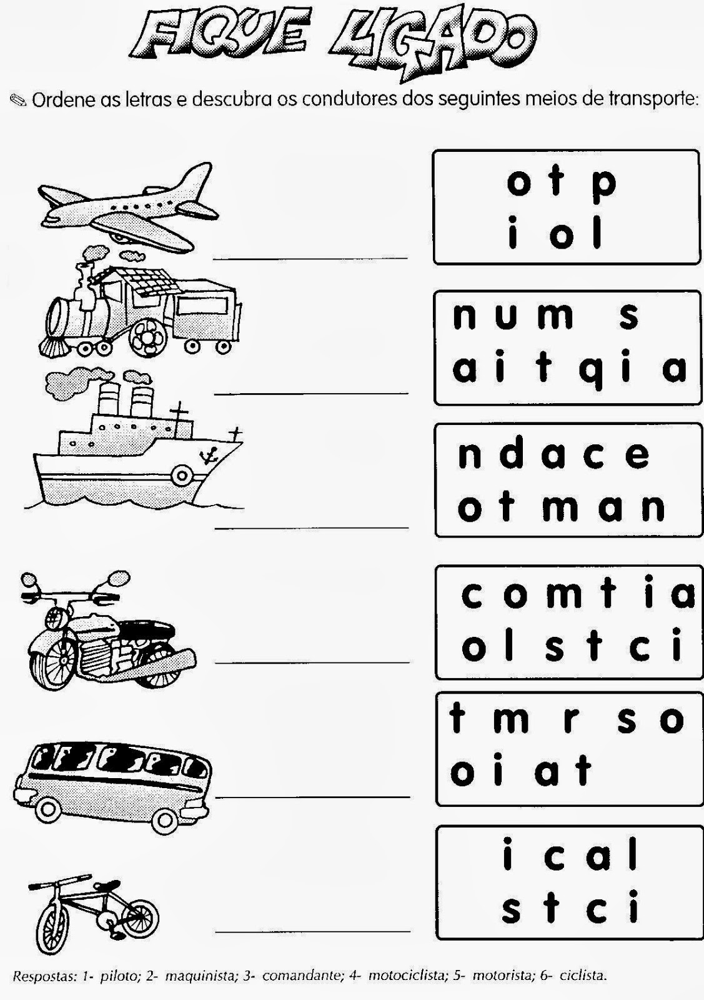 FIQUE LIGADO
Ordene as letras e descubra os condutores dos seguintes meios de transporte:
o t p
i o l
n u m s
a i t q i a
n d a c e
o t m a n
c o m t i a
o l s t c i
t m r s o
o i a t
i c a l
s t c i
Respostas: 1- piloto; 2- maquinista; 3- comandante; 4- motociclista; 5- motorista; 6- ciclista.